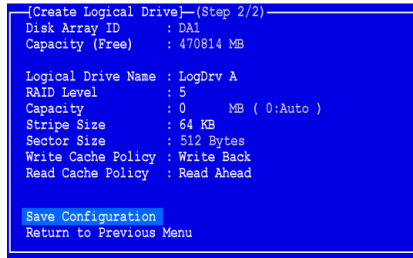 [Create Logical Drive]—(Step 2/2)
Disk Array ID : DA1
Capacity (Free) : 470814 MB
Logical Drive Name : LogDrv A
RAID Level : 5
Capacity : 0 MB ( 0:Auto )
Stripe Size : 64 KB
Sector Size : 512 Bytes
Write Cache Policy : Write Back
Read Cache Policy : Read Ahead
Save Configuration
Return to Previous Menu